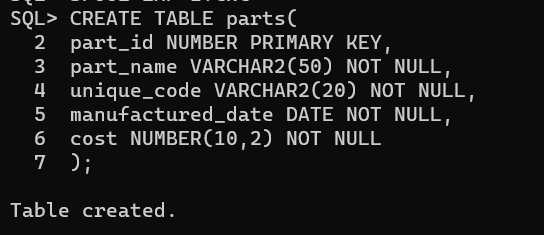 SQL> CREATE TABLE parts(
  2  part_id NUMBER PRIMARY KEY,
  3  part_name VARCHAR2(50) NOT NULL,
  4  unique_code VARCHAR2(20) NOT NULL,
  5  manufactured_date DATE NOT NULL,
  6  cost NUMBER(10,2) NOT NULL
  7  );
Table created.